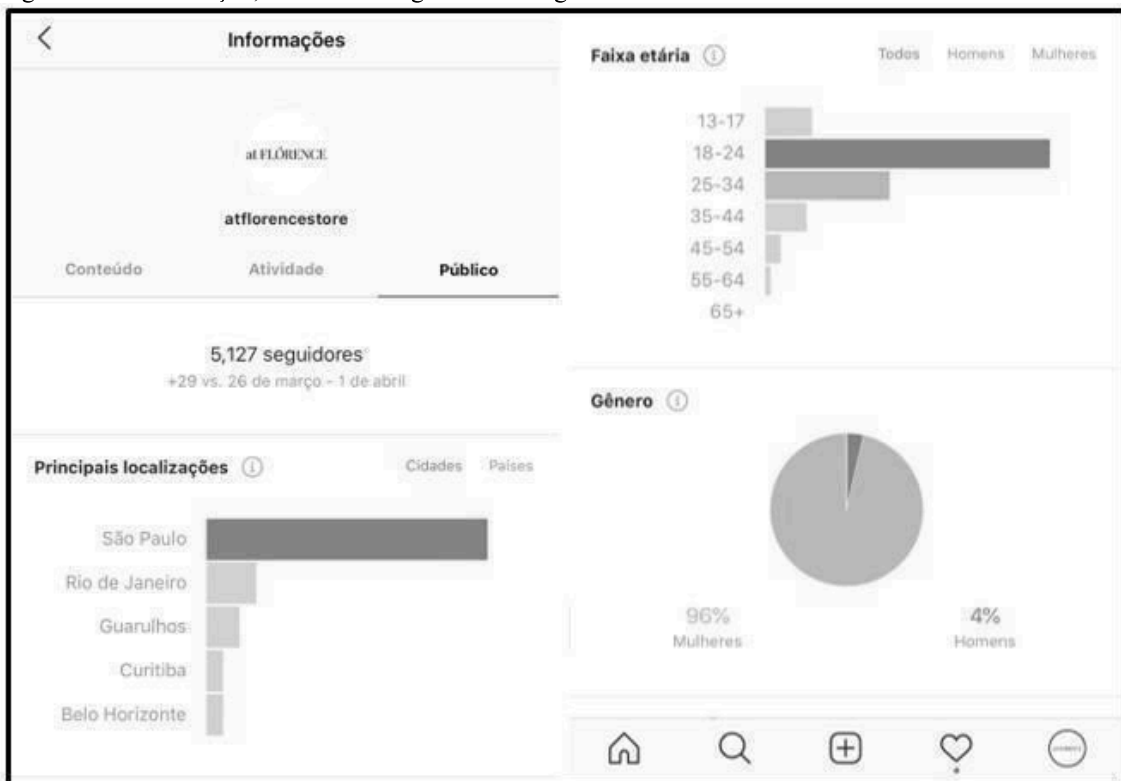 Informações
at FLÓRENCE
atflorencestore
Conteúdo Atividade Público
5,127 seguidores
+29 vs. 26 de março - 1 de abril
Principais localizações Cidades Países
São Paulo
Rio de Janeiro
Guarulhos
Curitiba
Belo Horizonte
Faixa etária Todos Homens Mulheres
13-17
18-24
25-34
35-44
45-54
55-64
65+
Gênero
96% 4%
Mulheres Homens